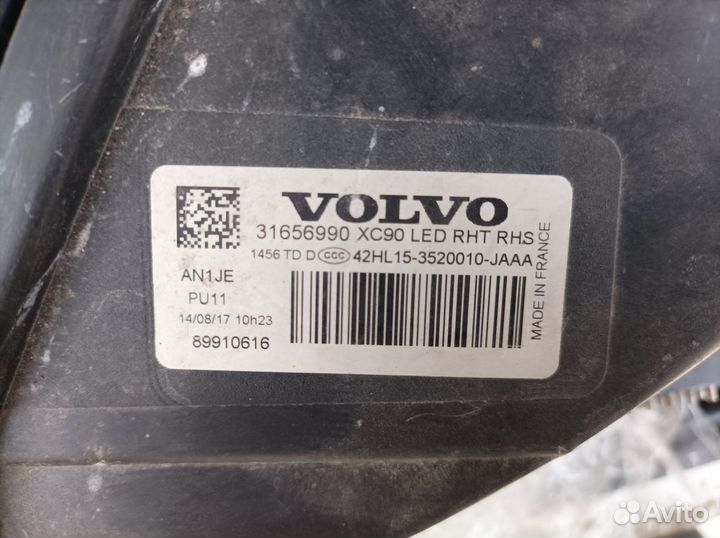 VOLVO
31656990 XC90 LED RHT RHS
1456 TD D CCC 42HL15-3520010-JAAA
AN1JE
PU11
14/08/17 10h23
89910616
MADE IN FRANCE
Avito